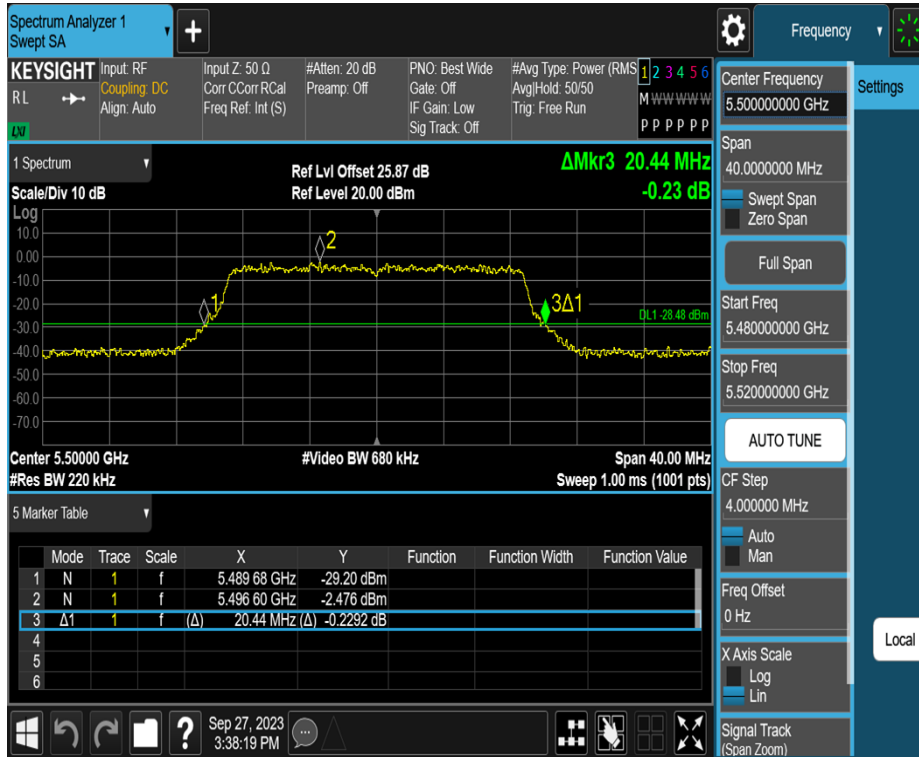 Spectrum Analyzer 1
Swept SA
+
Frequency
KEYSIGHT
R L
LXI
Input: RF
Coupling: DC
Align: Auto
Input Z: 50 Ω
Corr CCorr RCal
Freq Ref: Int (S)
#Atten: 20 dB
Preamp: Off
PNO: Best Wide
Gate: Off
IF Gain: Low
Sig Track: Off
#Avg Type: Power (RMS
Avg|Hold: 50/50
Trig: Free Run
1 2 3 4 5 6
M W W W W W
P P P P P P
1 Spectrum
Scale/Div 10 dB
Ref Lvl Offset 25.87 dB
Ref Level 20.00 dBm
ΔMkr3 20.44 MHz
-0.23 dB
Log
10.0
0.00
-10.0
-20.0
-30.0
-40.0
-50.0
-60.0
-70.0
1
2
3Δ1
DL1 -28.48 dBm
Center 5.50000 GHz
#Video BW 680 kHz
Span 40.00 MHz
#Res BW 220 kHz
Sweep 1.00 ms (1001 pts)
5 Marker Table
Mode Trace Scale X Y Function Function Width Function Value
1 N 1 f 5.489 68 GHz -29.20 dBm
2 N 1 f 5.496 60 GHz -2.476 dBm
3 Δ1 1 f (Δ) 20.44 MHz (Δ) -0.2292 dB
4
5
6
?
Sep 27, 2023
3:38:19 PM
Center Frequency
5.500000000 GHz
Span
40.0000000 MHz
Swept Span
Zero Span
Full Span
Start Freq
5.480000000 GHz
Stop Freq
5.520000000 GHz
AUTO TUNE
CF Step
4.000000 MHz
Auto
Man
Freq Offset
0 Hz
X Axis Scale
Log
Lin
Signal Track
(Span Zoom)
Settings
Local